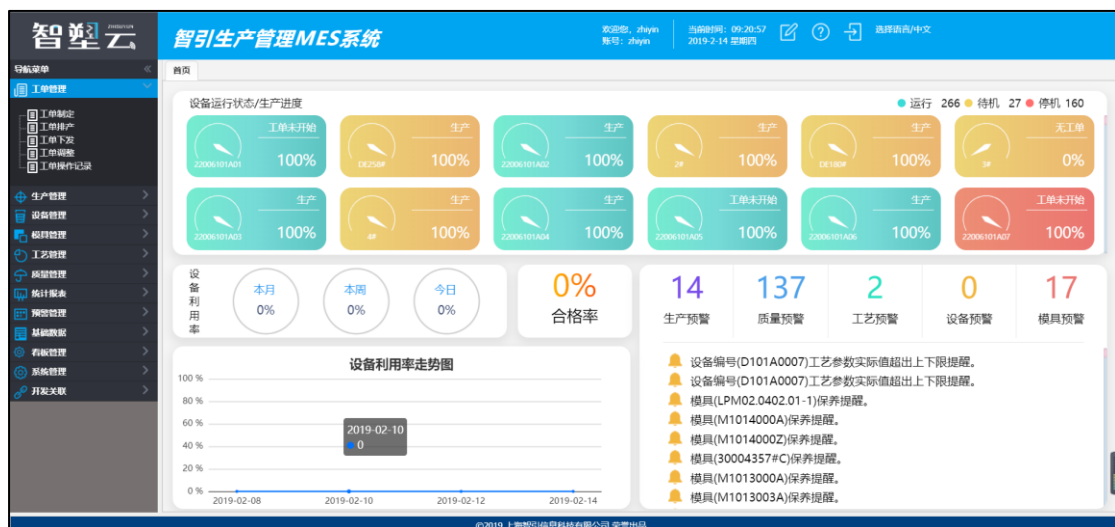 智塑云
智引生产管理MES系统
欢迎您，zhiyin
账号：zhiyin
当前时间：09:20:57
2019-2-14 星期四
选择语言/中文
导航菜单
首页
工单管理
工单制定
工单排产
工单下发
工单调整
工单操作记录
生产管理
设备管理
模具管理
工艺管理
质量管理
统计报表
预警管理
基础数据
看板管理
系统管理
开发关联
设备运行状态/生产进度
运行 266 待机 27 停机 160
工单未开始
22006101A01 100%
生产
DE250# 100%
生产
22006101A02 100%
生产
2# 100%
生产
DE180# 100%
无工单
3# 0%
生产
22006101A03 100%
生产
4# 100%
生产
22006101A04 100%
工单未开始
22006101A05 100%
生产
22006101A06 100%
工单未开始
22006101A07 100%
设备利用率
本月
0%
本周
0%
今日
0%
0%
合格率
14
生产预警
137
质量预警
2
工艺预警
0
设备预警
17
模具预警
设备利用率走势图
100 %
80 %
60 %
40 %
20 %
0 %
2019-02-10
0
2019-02-08
2019-02-10
2019-02-12
2019-02-14
设备编号(D101A0007)工艺参数实际值超出上下限提醒。
设备编号(D101A0007)工艺参数实际值超出上下限提醒。
模具(LPM02.0402.01-1)保养提醒。
模具(M1014000A)保养提醒。
模具(M1014000Z)保养提醒。
模具(30004357#C)保养提醒。
模具(M1013000A)保养提醒。
模具(M1013003A)保养提醒。
©2019 上海智引信息科技有限公司 荣誉出品